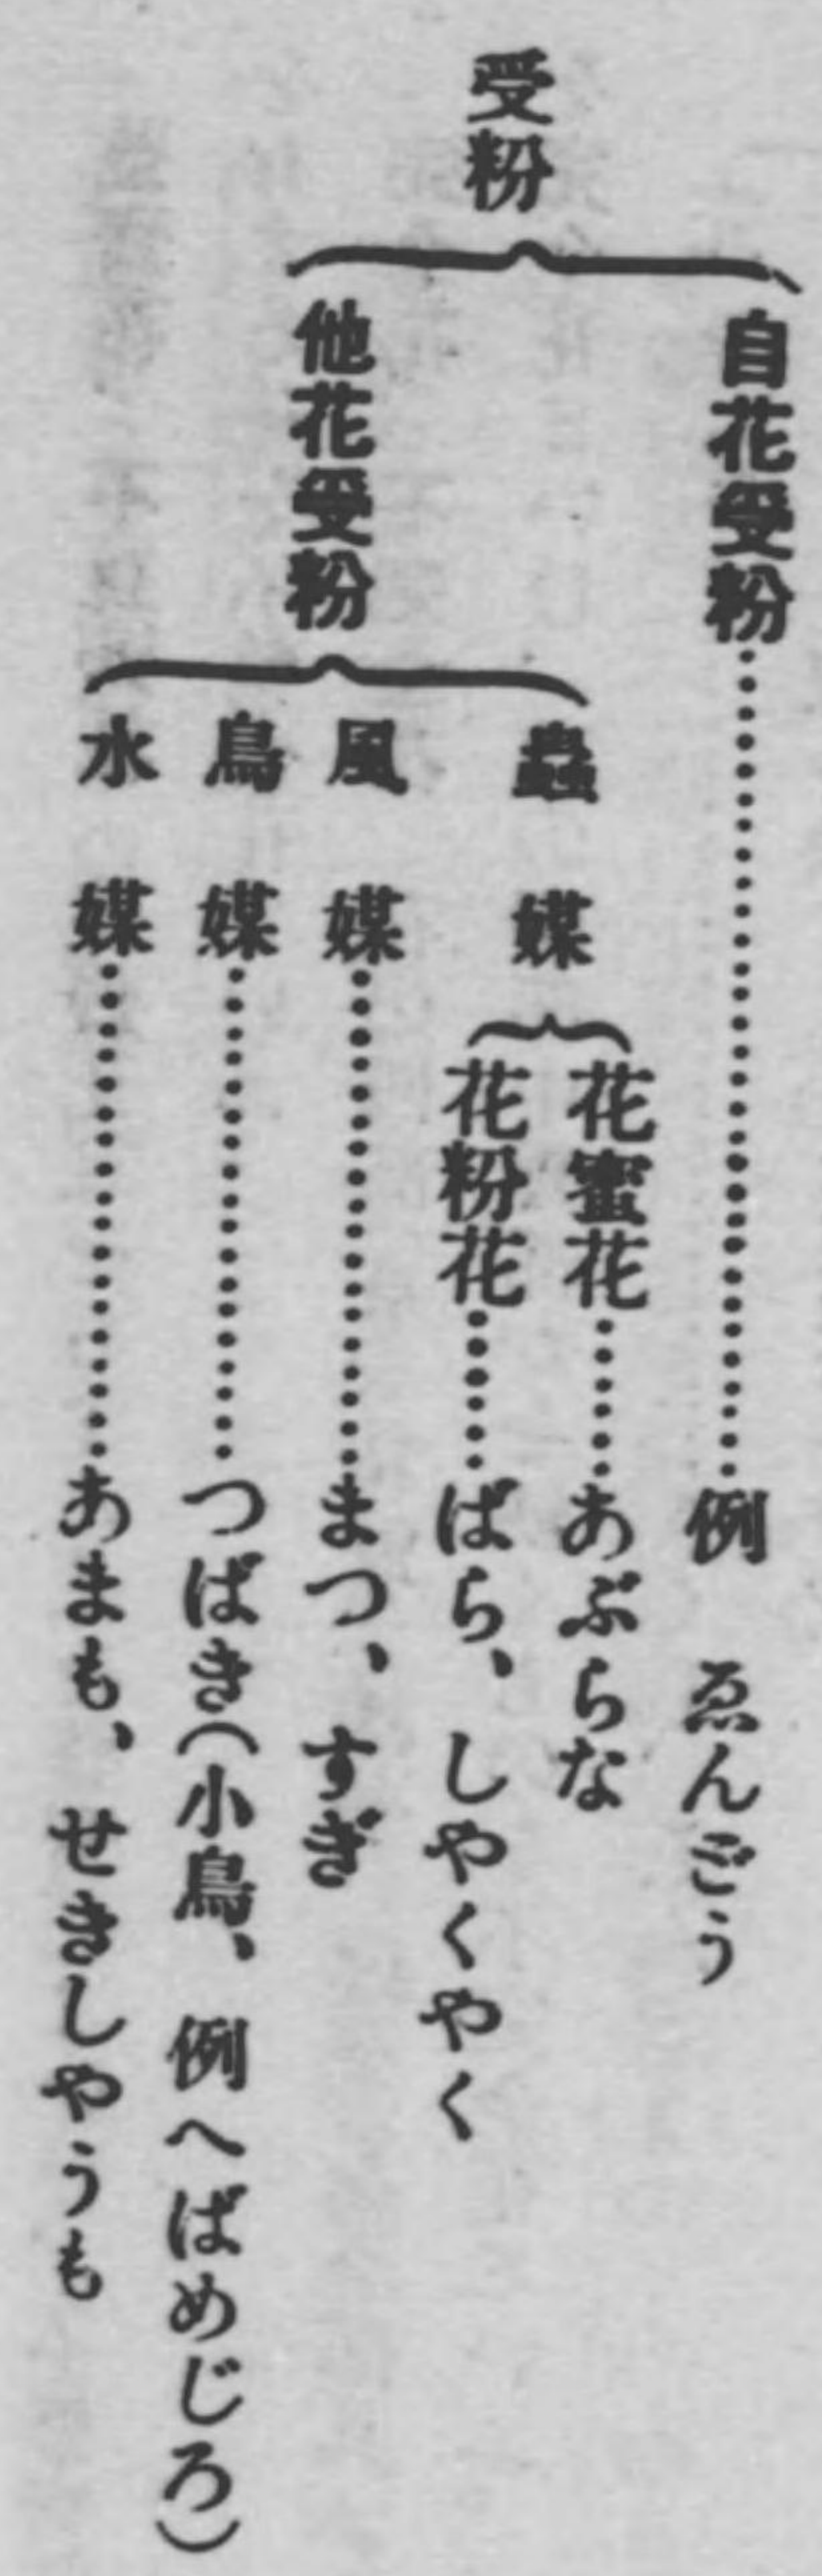 受粉
自花受粉……例　ゑんごう
他花受粉
蟲媒
花蜜花……あぶらな
花粉花……ばら、しやくやく
風媒……まつ、すぎ
鳥媒……つばき(小鳥、例へばめじろ)
水媒……あまも、せきしやうも